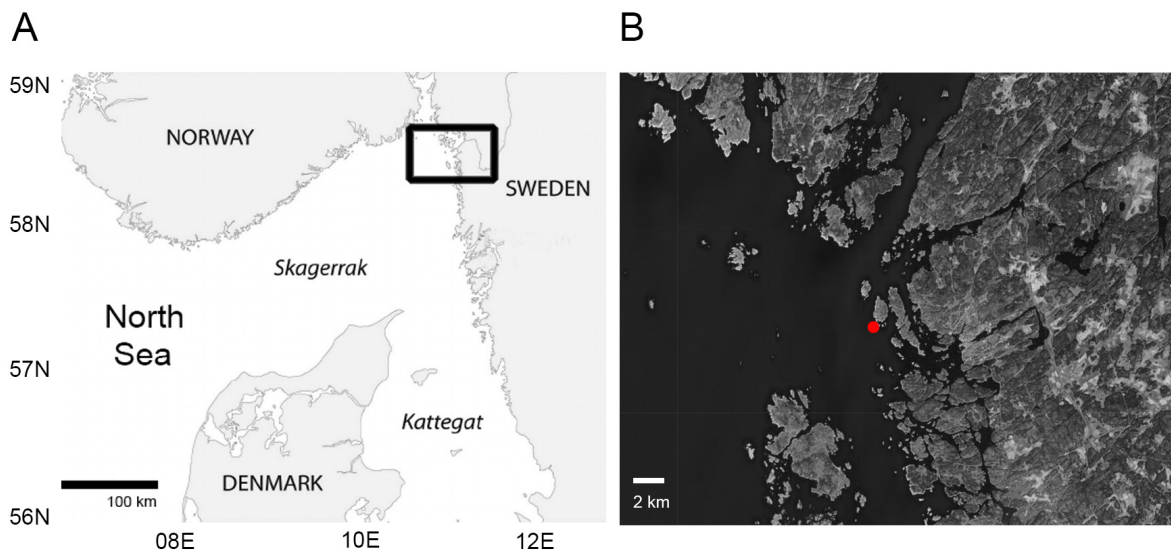 A
B
59N
NORWAY
SWEDEN
58N
Skagerrak
North
Sea
57N
Kattegat
DENMARK
100 km
2 km
56N
08E
10E
12E